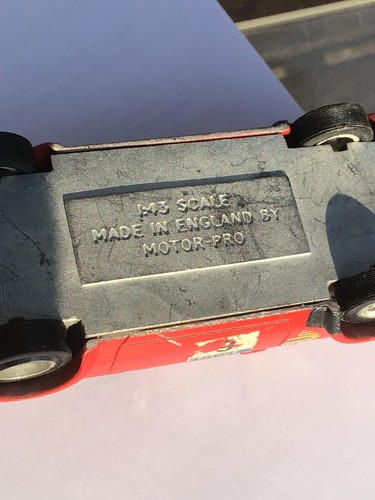 1:43 SCALE
MADE IN ENGLAND BY
MOTOR-PRO